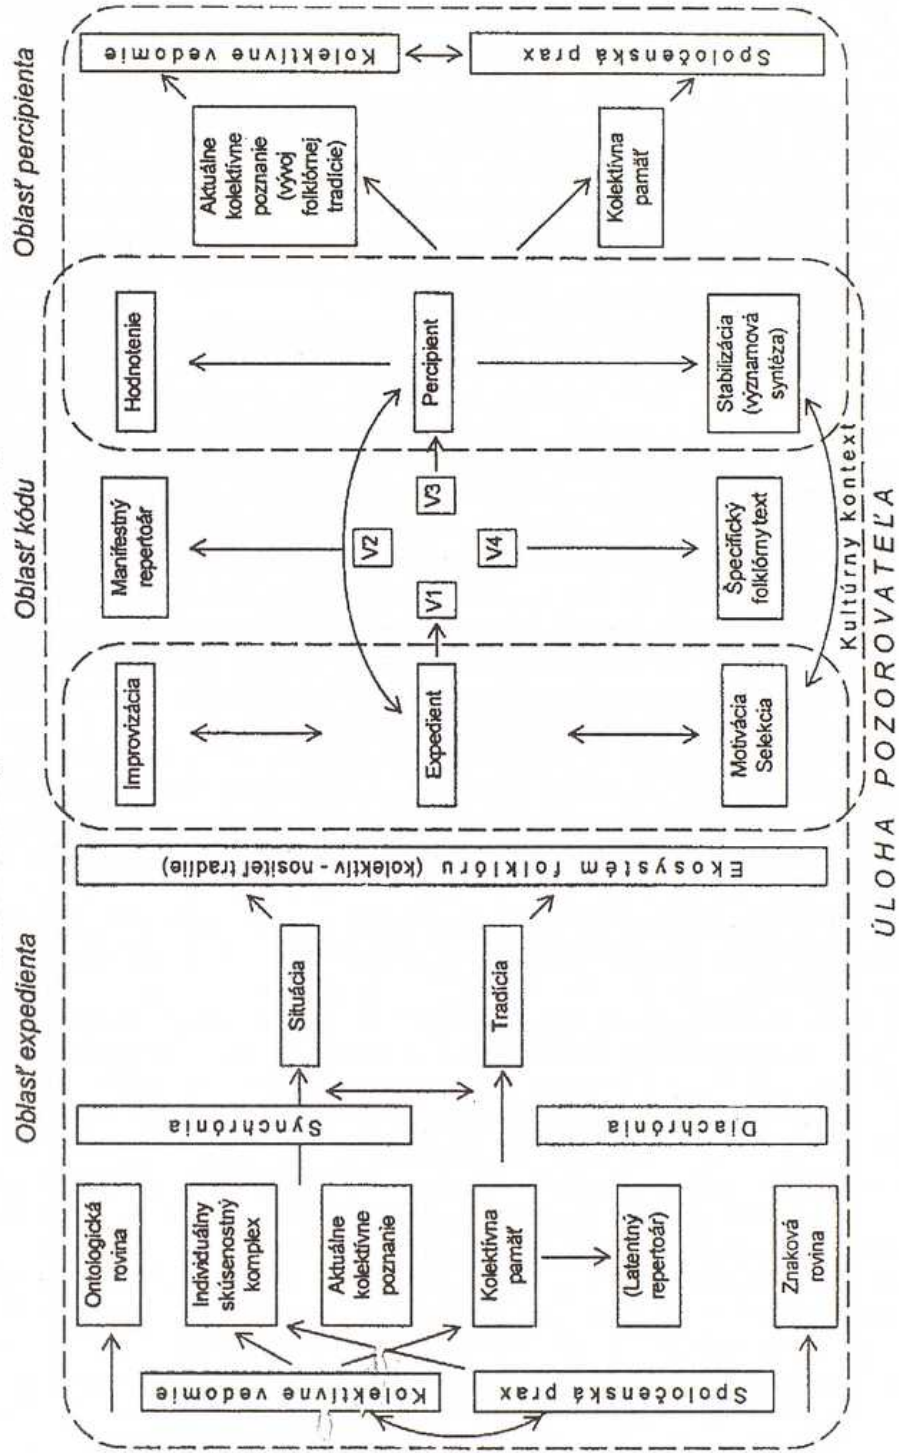 Oblasť expedienta
Oblasť kódu
Oblasť percipienta
Kolektívne vedomie
Spoločenská prax
Ontologická
rovina
Individuálny
skúsenostný
komplex
Aktuálne
kolektívne
poznanie
Kolektívna
pamäť
(Latentný
repertoár)
Znaková
rovina
Synchrónia
Diachrónia
Situácia
Tradícia
Ekosystém folklóru (kolektív - nositeľ tradíie)
Improvizácia
Expedient
Motivácia
Selekcia
Manifestný
repertoár
V1
V2
V3
V4
Špecifický
folklórny text
Hodnotenie
Percipient
Stabilizácia
(významová
syntéza)
Kultúrny kontext
Aktuálne
kolektívne
poznanie
(vývoj
folklórnej
tradície)
Kolektívna
pamäť
Kolektívne vedomie
Spoločenská prax
ÚLOHA POZOROVATEĽA